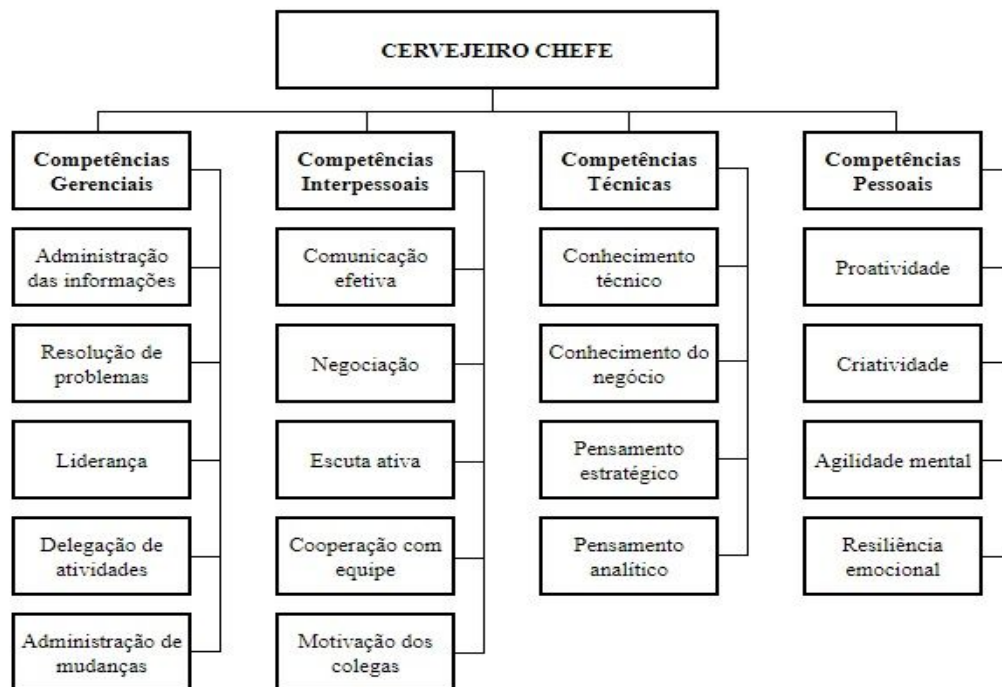 CERVEJEIRO CHEFE
Competências
Gerenciais
Administração
das informações
Resolução de
problemas
Liderança
Delegação de
atividades
Administração de
mudanças
Competências
Interpessoais
Comunicação
efetiva
Negociação
Escuta ativa
Cooperação com
equipe
Motivação dos
colegas
Competências
Técnicas
Conhecimento
técnico
Conhecimento do
negócio
Pensamento
estratégico
Pensamento
analítico
Competências
Pessoais
Proatividade
Criatividade
Agilidade mental
Resiliência
emocional